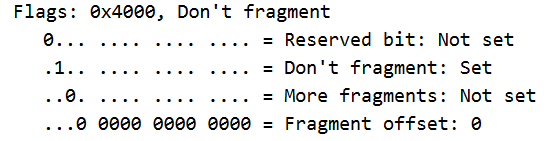 Flags: 0x4000, Don't fragment
0... .... .... .... = Reserved bit: Not set
.1.. .... .... .... = Don't fragment: Set
..0. .... .... .... = More fragments: Not set
...0 0000 0000 0000 = Fragment offset: 0